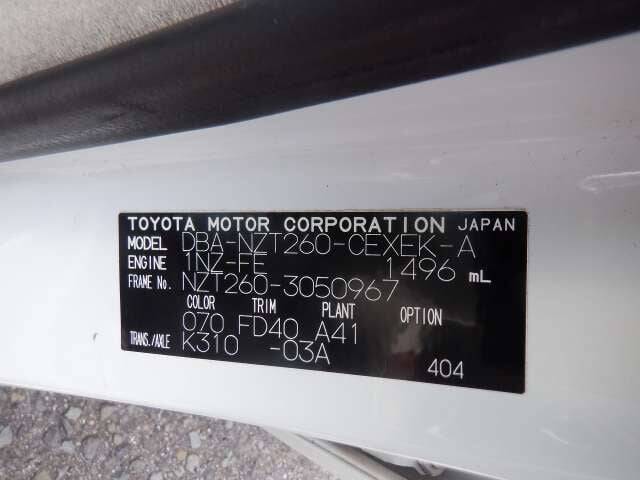 TOYOTA MOTOR CORPORATION JAPAN
MODEL DBA-NZT260-CEXEK-A
ENGINE 1NZ-FE 1496 mL
FRAME No. NZT260-3050967
COLOR TRIM PLANT OPTION
070 FD40 A41
TRANS./AXLE K310 -03A
404